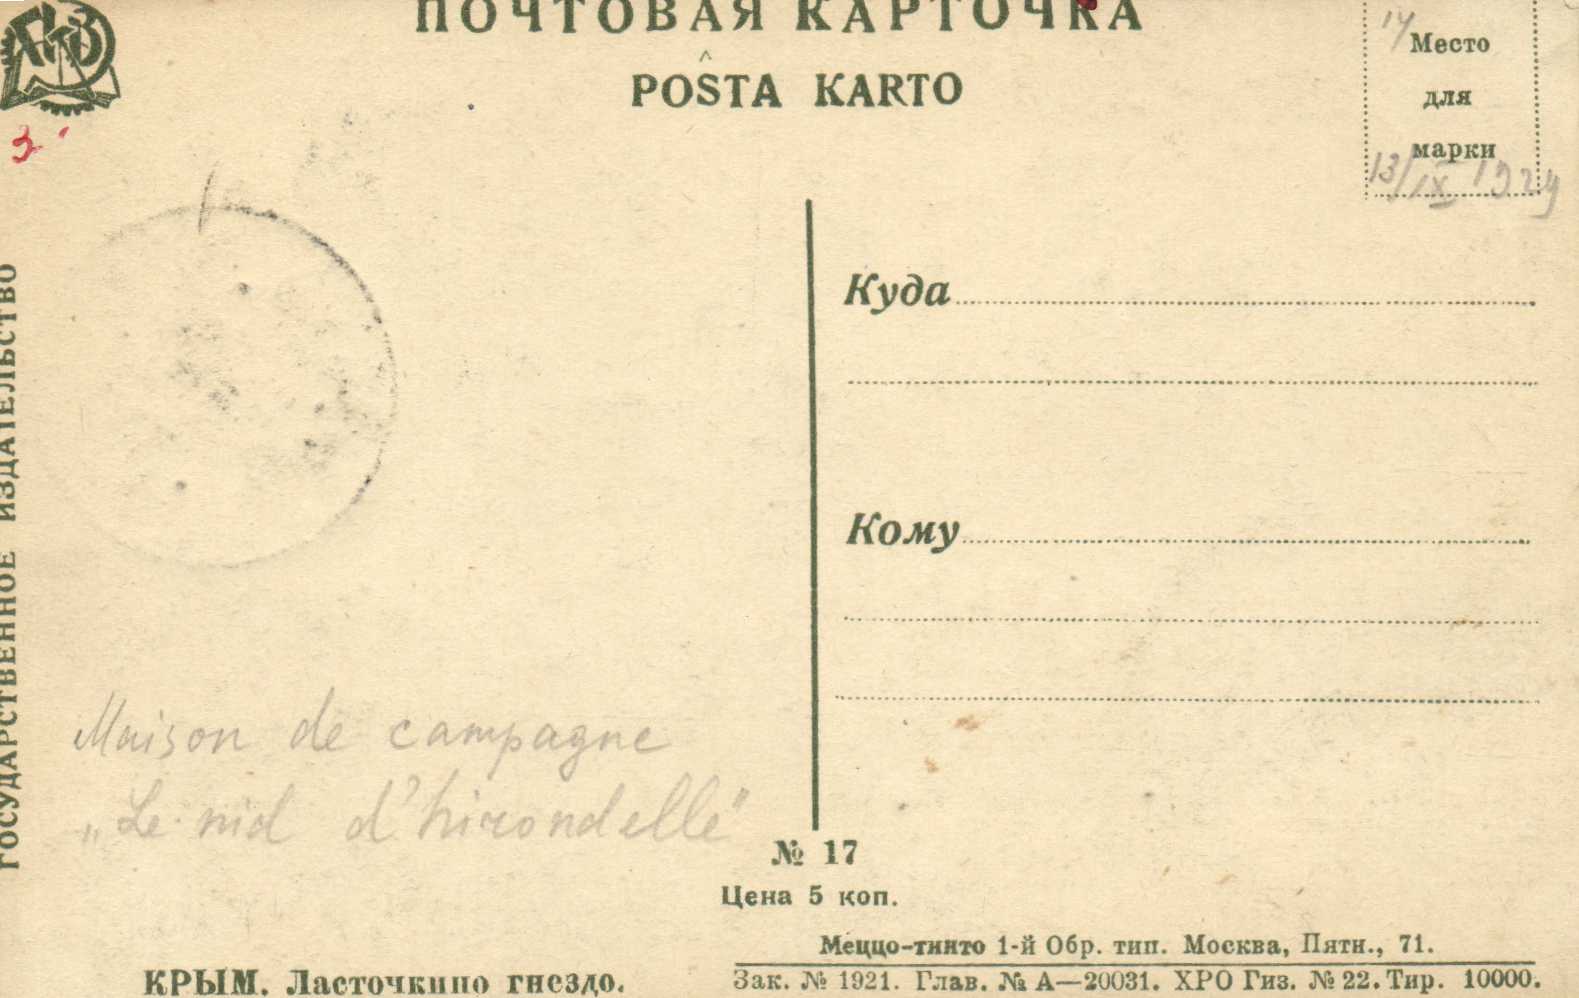 ПОЧТОВАЯ КАРТОЧКА
POŜTA KARTO
Место
для
марки
13/IX 1929
3
ГОСУДАРСТВЕННОЕ ИЗДАТЕЛЬСТВО
Куда
Кому
Maison de campagne
„Le nid d'hirondelle"
№ 17
Цена 5 коп.
Меццо-тинто 1-й Обр. тип. Москва, Пятн., 71.
КРЫМ. Ласточкино гнездо.
Зак. № 1921. Глав. № А—20031. ХРО Гиз. № 22. Тир. 10000.